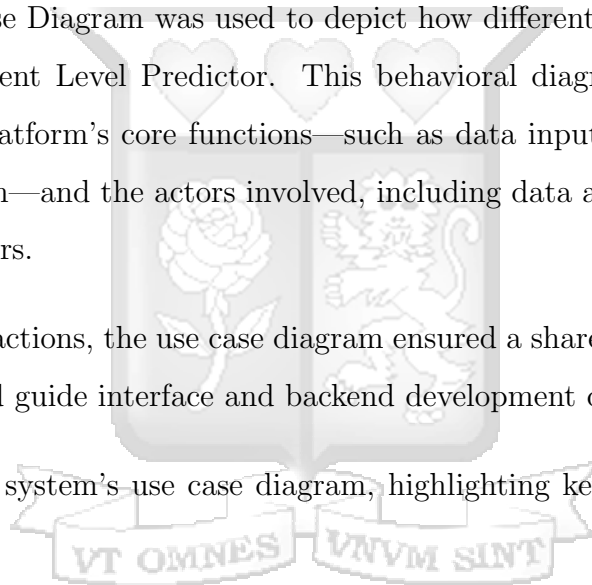 se Diagram was used to depict how different
ent Level Predictor. This behavioral diagr
atform's core functions—such as data input
n—and the actors involved, including data a
rs.
actions, the use case diagram ensured a share
l guide interface and backend development
system's use case diagram, highlighting ke
VT OMNES VNVM SINT